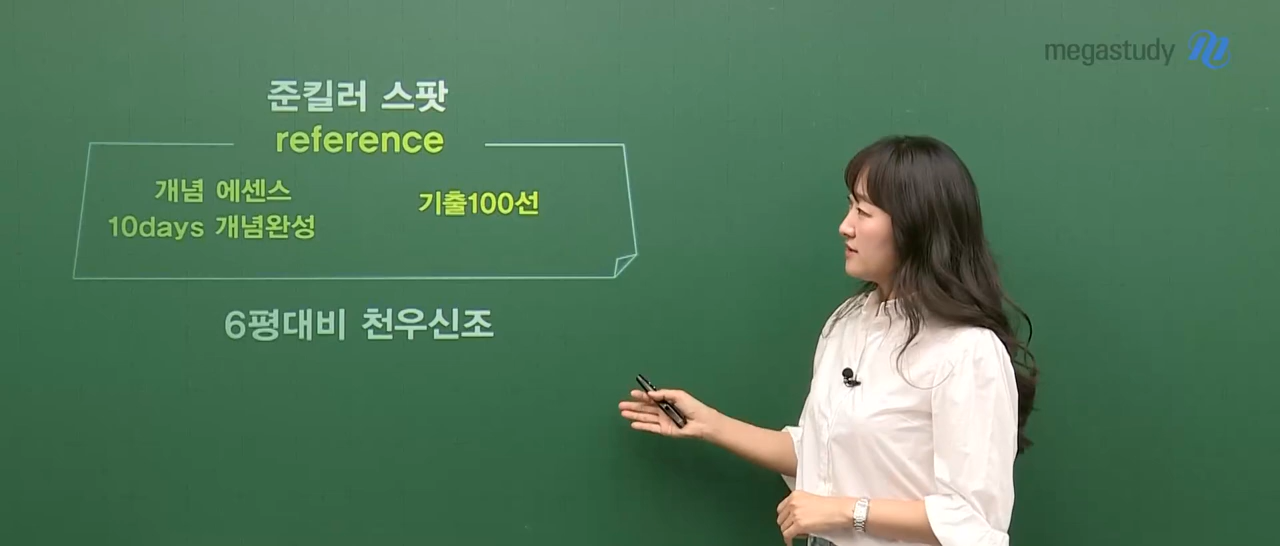 megastudy
준킬러 스팟
reference
개념 에센스
10days 개념완성
기출100선
6평대비 천우신조